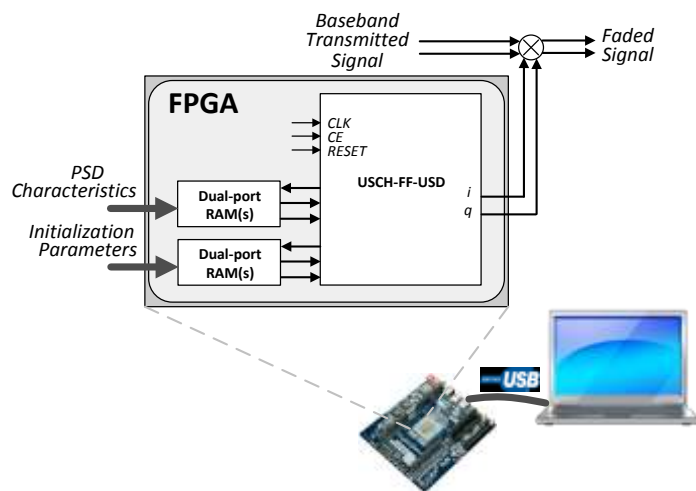 Baseband
Transmitted
Signal
Faded
Signal
FPGA
CLK
CE
RESET
USCH-FF-USD
PSD
Characteristics
Dual-port
RAM(s)
i
q
Initialization
Parameters
Dual-port
RAM(s)
USB